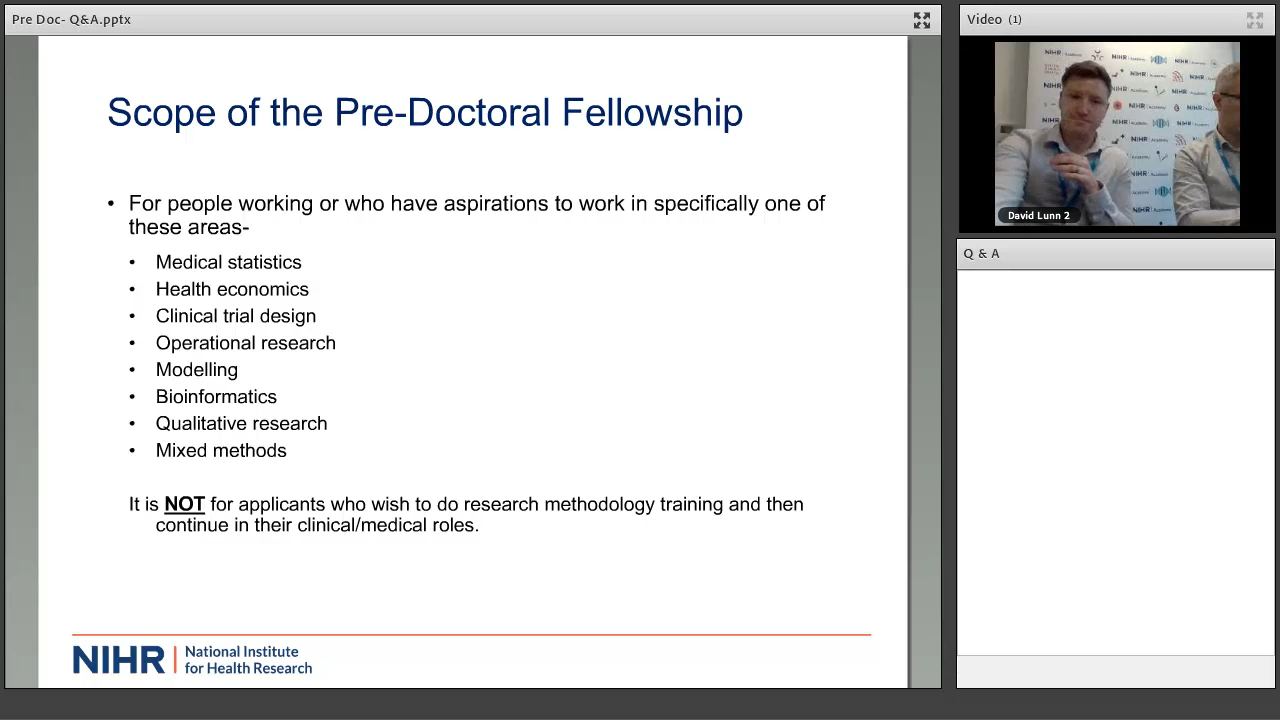 Pre Doc- Q&A.pptx
Scope of the Pre-Doctoral Fellowship
• For people working or who have aspirations to work in specifically one of
these areas-
• Medical statistics
• Health economics
• Clinical trial design
• Operational research
• Modelling
• Bioinformatics
• Qualitative research
• Mixed methods
It is NOT for applicants who wish to do research methodology training and then
continue in their clinical/medical roles.
NIHR | National Institute
for Health Research
Video (1)
NIHR
NIHR Academy
David Lunn 2
Q & A